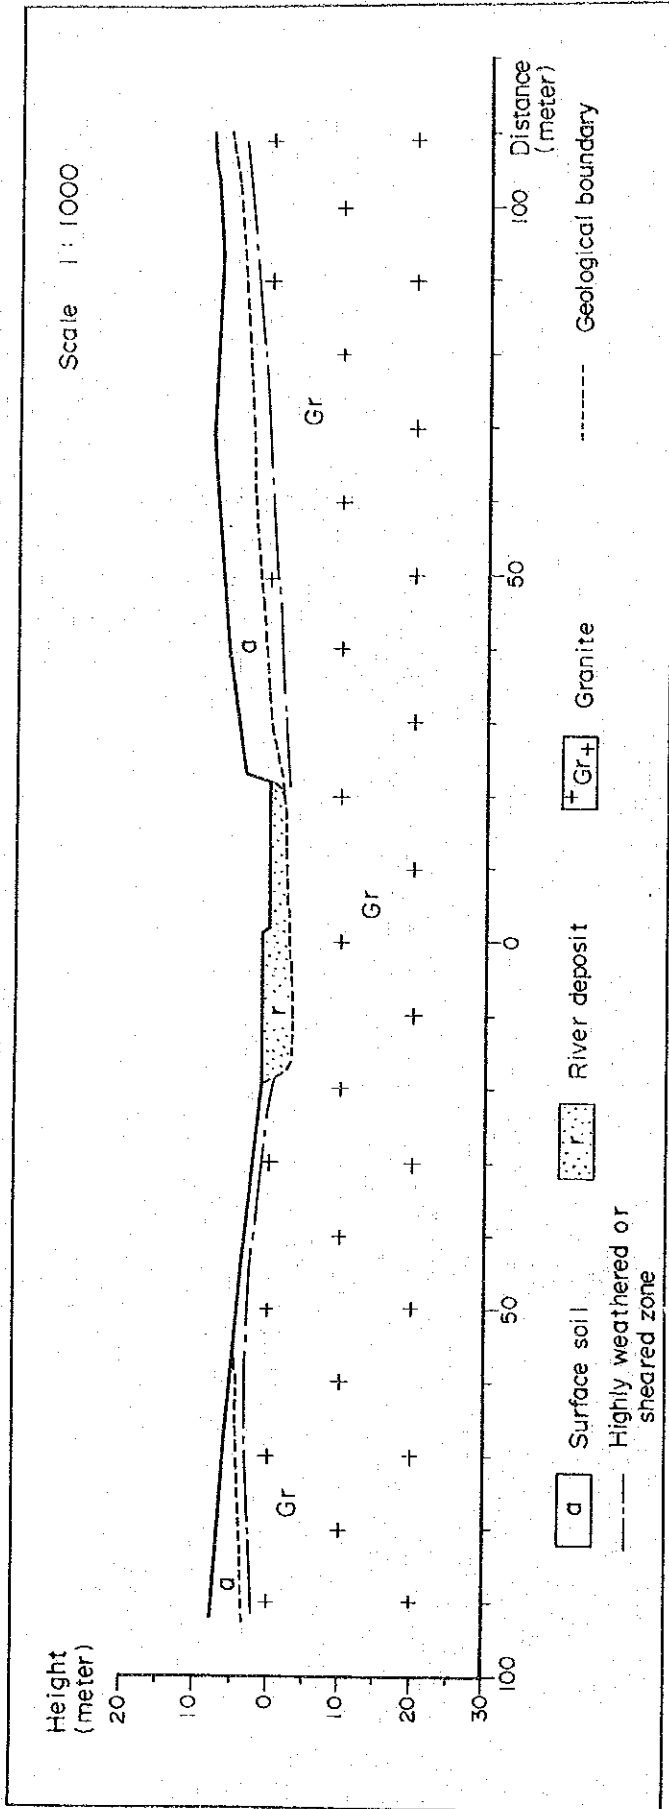 Scale 1 : 1000
Height
(meter)
20
10
0
10
20
30
100
50
0
50
100
Distance
(meter)
a
r
a
Gr
Gr
Gr
a Surface soil
r River deposit
Gr Granite
Geological boundary
Highly weathered or
sheared zone